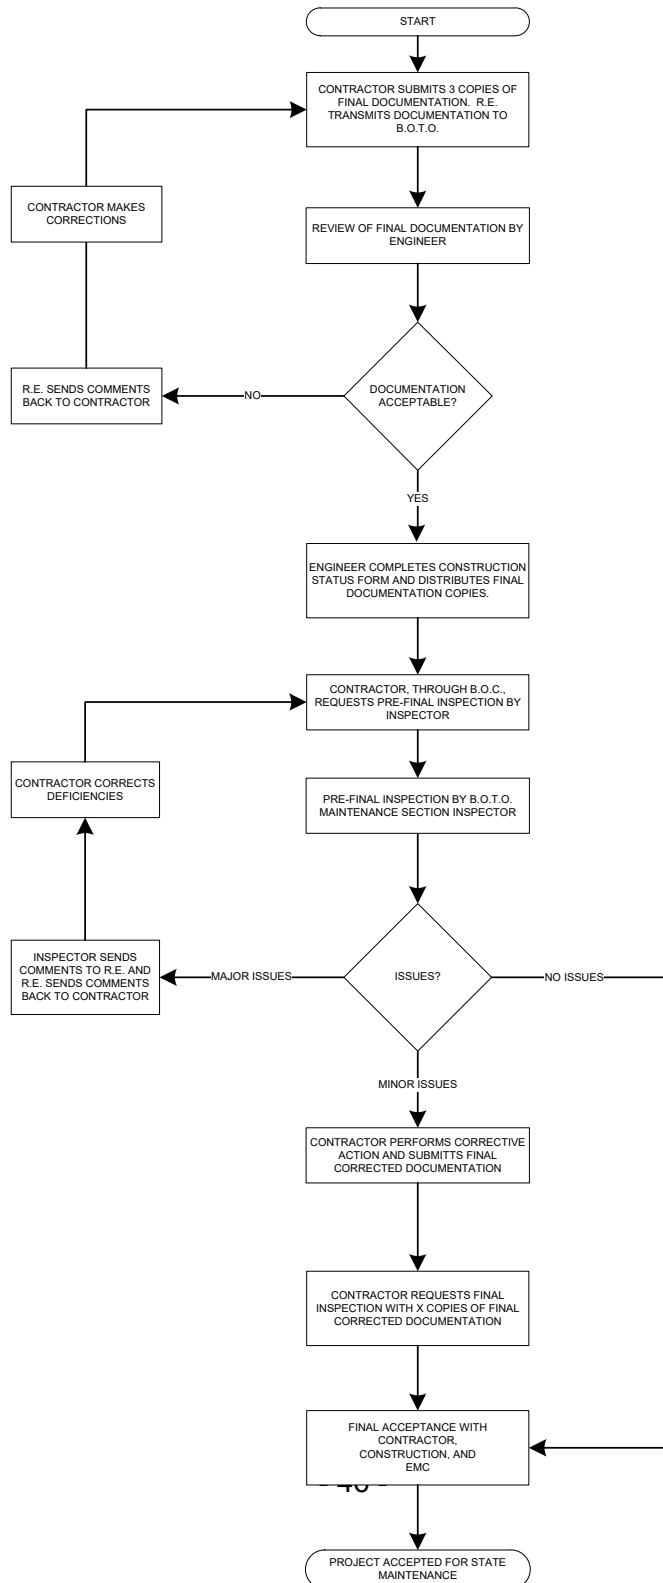 START
CONTRACTOR SUBMITS 3 COPIES OF
FINAL DOCUMENTATION.  R.E.
TRANSMITS DOCUMENTATION TO
B.O.T.O.
CONTRACTOR MAKES
CORRECTIONS
REVIEW OF FINAL DOCUMENTATION BY
ENGINEER
R.E. SENDS COMMENTS
BACK TO CONTRACTOR
NO
DOCUMENTATION
ACCEPTABLE?
YES
ENGINEER COMPLETES CONSTRUCTION
STATUS FORM AND DISTRIBUTES FINAL
DOCUMENTATION COPIES.
CONTRACTOR, THROUGH B.O.C.,
REQUESTS PRE-FINAL INSPECTION BY
INSPECTOR
CONTRACTOR CORRECTS
DEFICIENCIES
PRE-FINAL INSPECTION BY B.O.T.O.
MAINTENANCE SECTION INSPECTOR
INSPECTOR SENDS
COMMENTS TO R.E. AND
R.E. SENDS COMMENTS
BACK TO CONTRACTOR
MAJOR ISSUES
ISSUES?
NO ISSUES
MINOR ISSUES
CONTRACTOR PERFORMS CORRECTIVE
ACTION AND SUBMITTS FINAL
CORRECTED DOCUMENTATION
CONTRACTOR REQUESTS FINAL
INSPECTION WITH X COPIES OF FINAL
CORRECTED DOCUMENTATION
FINAL ACCEPTANCE WITH
CONTRACTOR,
CONSTRUCTION, AND
EMC
PROJECT ACCEPTED FOR STATE
MAINTENANCE